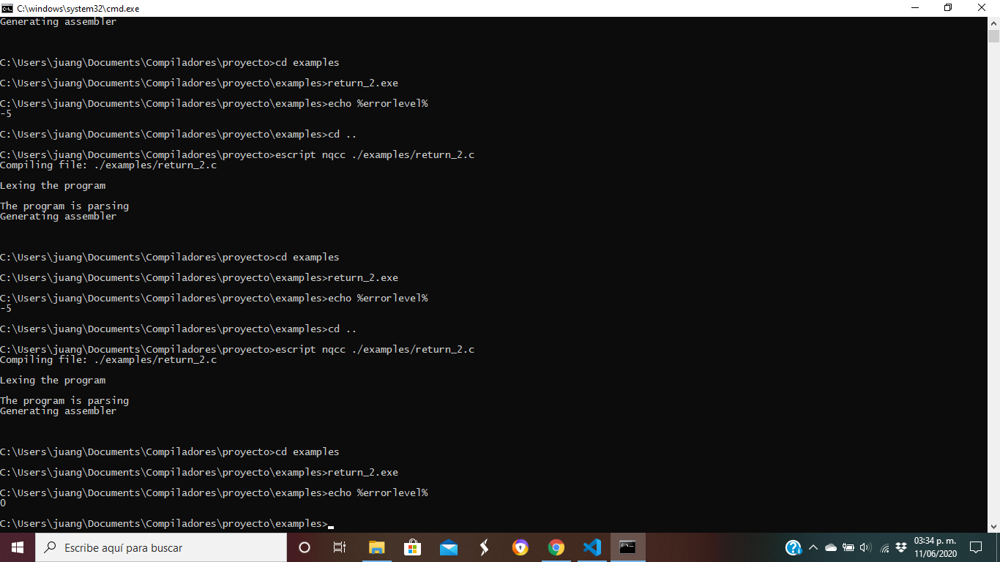 C:\windows\system32\cmd.exe
Generating assembler
C:\Users\juang\Documents\Compiladores\proyecto>cd examples
C:\Users\juang\Documents\Compiladores\proyecto\examples>return_2.exe
C:\Users\juang\Documents\Compiladores\proyecto\examples>echo %errorlevel%
-5
C:\Users\juang\Documents\Compiladores\proyecto\examples>cd ..
C:\Users\juang\Documents\Compiladores\proyecto>escript nqcc ./examples/return_2.c
Compiling file: ./examples/return_2.c
Lexing the program
The program is parsing
Generating assembler
C:\Users\juang\Documents\Compiladores\proyecto>cd examples
C:\Users\juang\Documents\Compiladores\proyecto\examples>return_2.exe
C:\Users\juang\Documents\Compiladores\proyecto\examples>echo %errorlevel%
-5
C:\Users\juang\Documents\Compiladores\proyecto\examples>cd ..
C:\Users\juang\Documents\Compiladores\proyecto>escript nqcc ./examples/return_2.c
Compiling file: ./examples/return_2.c
Lexing the program
The program is parsing
Generating assembler
C:\Users\juang\Documents\Compiladores\proyecto>cd examples
C:\Users\juang\Documents\Compiladores\proyecto\examples>return_2.exe
C:\Users\juang\Documents\Compiladores\proyecto\examples>echo %errorlevel%
0
C:\Users\juang\Documents\Compiladores\proyecto\examples>
Escribe aquí para buscar
03:34 p. m.
11/06/2020